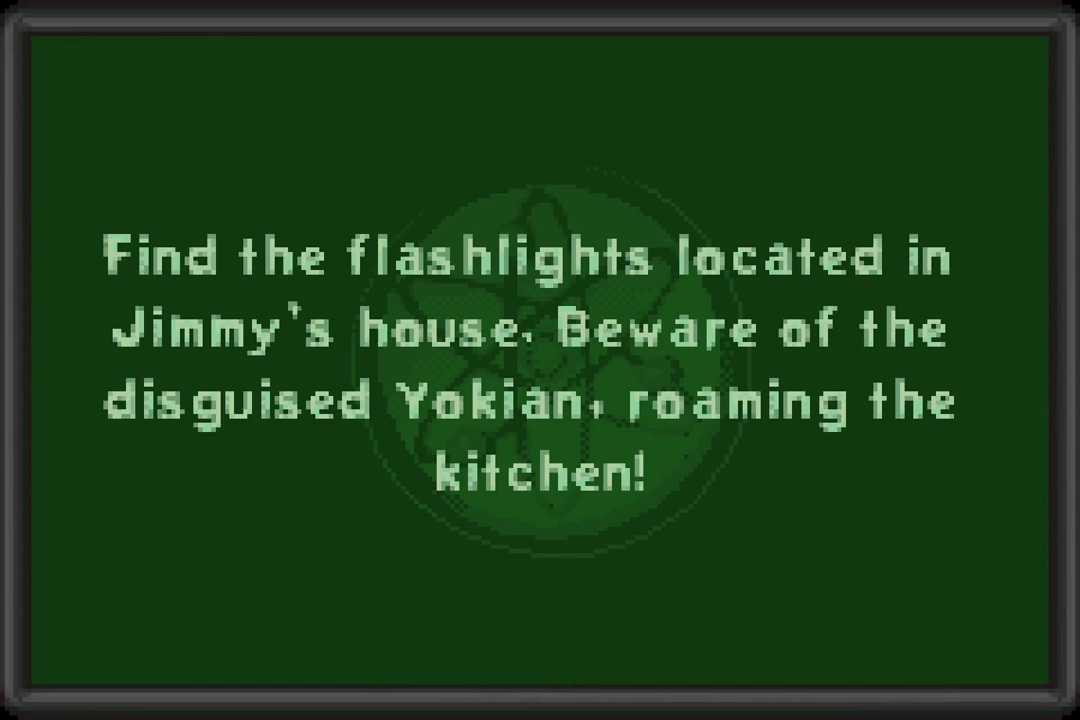 Find the flashlights located in
Jimmy's house. Beware of the
disguised Yokian, roaming the
kitchen!